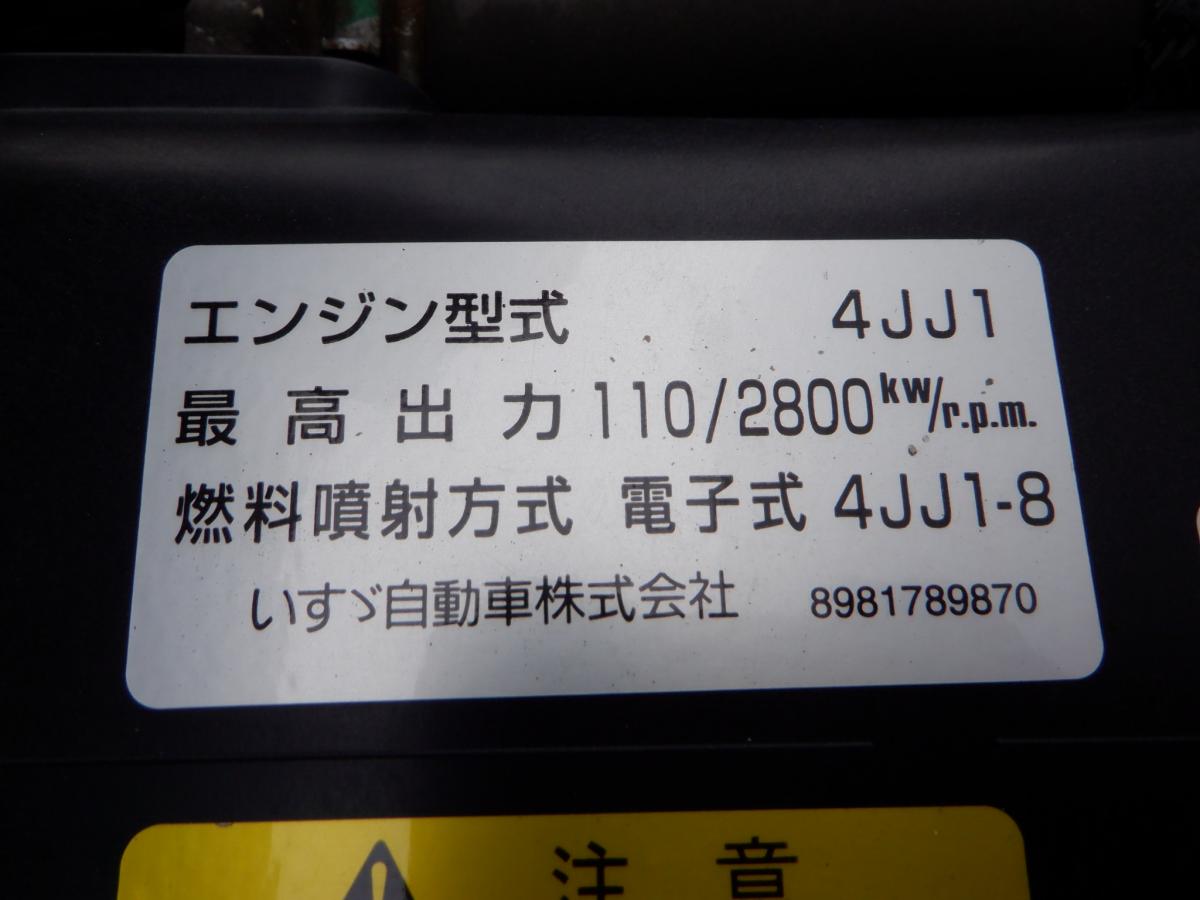 エンジン型式 4JJ1
最高出力 110/2800kw/r.p.m.
燃料噴射方式 電子式 4JJ1-8
いすゞ自動車株式会社 8981789870
注意